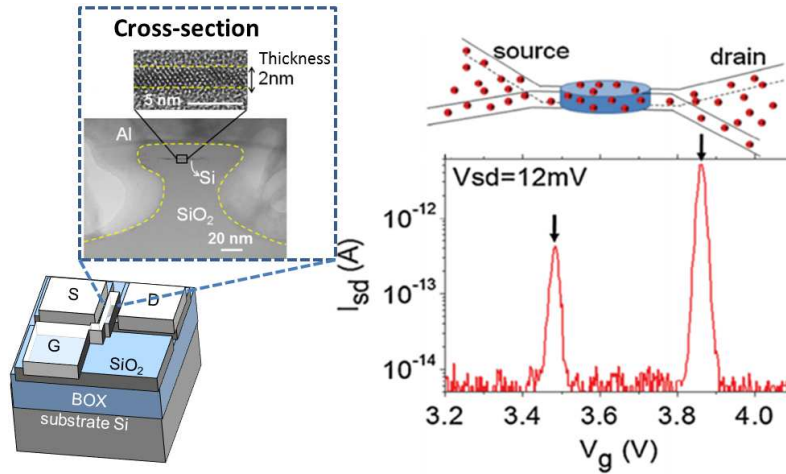 Cross-section
Thickness
2nm
5 nm
Al
Si
SiO2
20 nm
S
D
G
SiO2
BOX
substrate Si
source
drain
Vsd=12mV
Isd (A)
10-12
10-13
10-14
3.2 3.4 3.6 3.8 4.0
Vg (V)